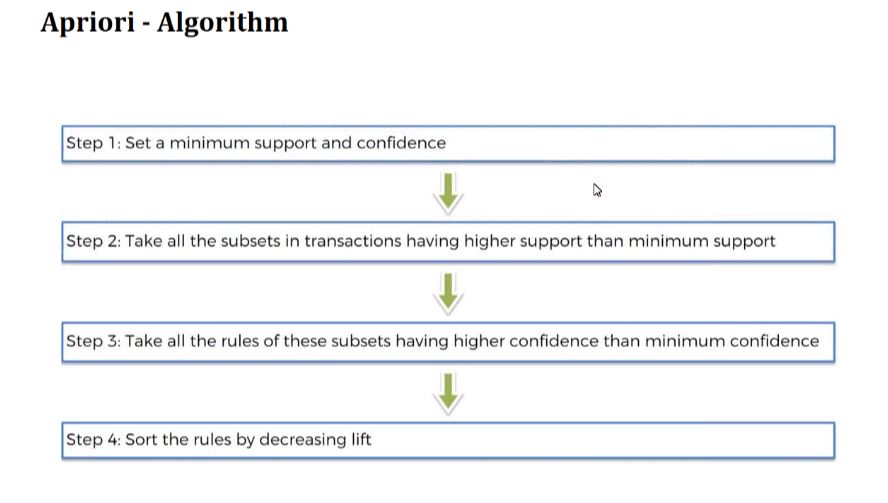 Apriori - Algorithm
Step 1: Set a minimum support and confidence
Step 2: Take all the subsets in transactions having higher support than minimum support
Step 3: Take all the rules of these subsets having higher confidence than minimum confidence
Step 4: Sort the rules by decreasing lift